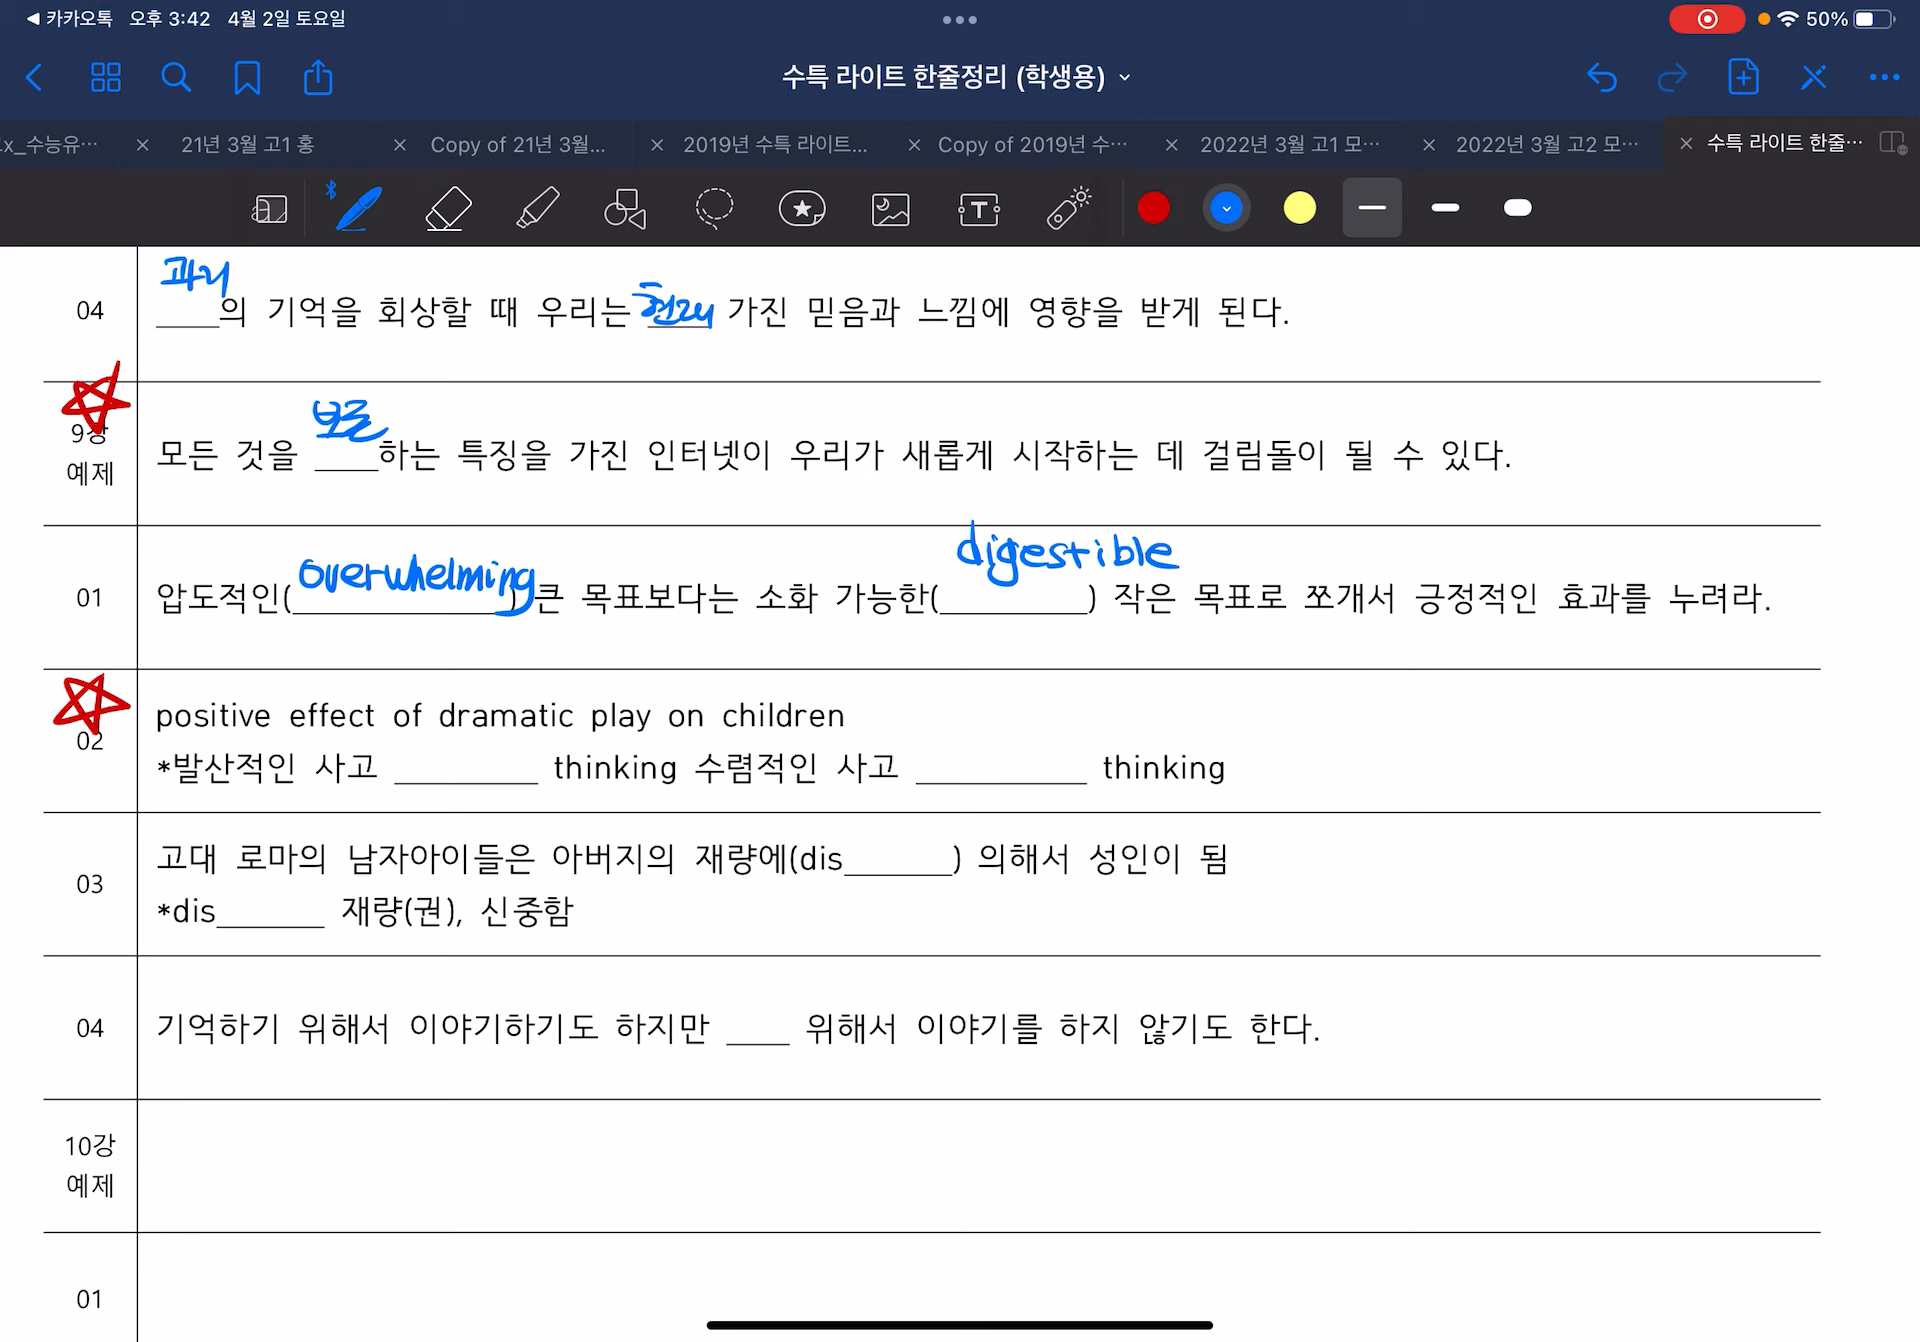 ◀ 카카오톡 오후 3:42 4월 2일 토요일
50%
수특 라이트 한줄정리 (학생용)
x_수능유…
21년 3월 고1 홍
Copy of 21년 3월...
2019년 수특 라이트...
Copy of 2019년 수…
2022년 3월 고1 모…
2022년 3월 고2 모…
수특 라이트 한줄…
과거
04 ____의 기억을 회상할 때 우리는 현재 가진 믿음과 느낌에 영향을 받게 된다.
보존
9강 예제 모든 것을 ____하는 특징을 가진 인터넷이 우리가 새롭게 시작하는 데 걸림돌이 될 수 있다.
overwhelming digestible
01 압도적인(_____________) 큰 목표보다는 소화 가능한(_________) 작은 목표로 쪼개서 긍정적인 효과를 누려라.
02 positive effect of dramatic play on children
*발산적인 사고 _________ thinking 수렴적인 사고 ___________ thinking
03 고대 로마의 남자아이들은 아버지의 재량에(dis_______) 의해서 성인이 됨
*dis_______ 재량(권), 신중함
04 기억하기 위해서 이야기하기도 하지만 ____ 위해서 이야기를 하지 않기도 한다.
10강
예제
01